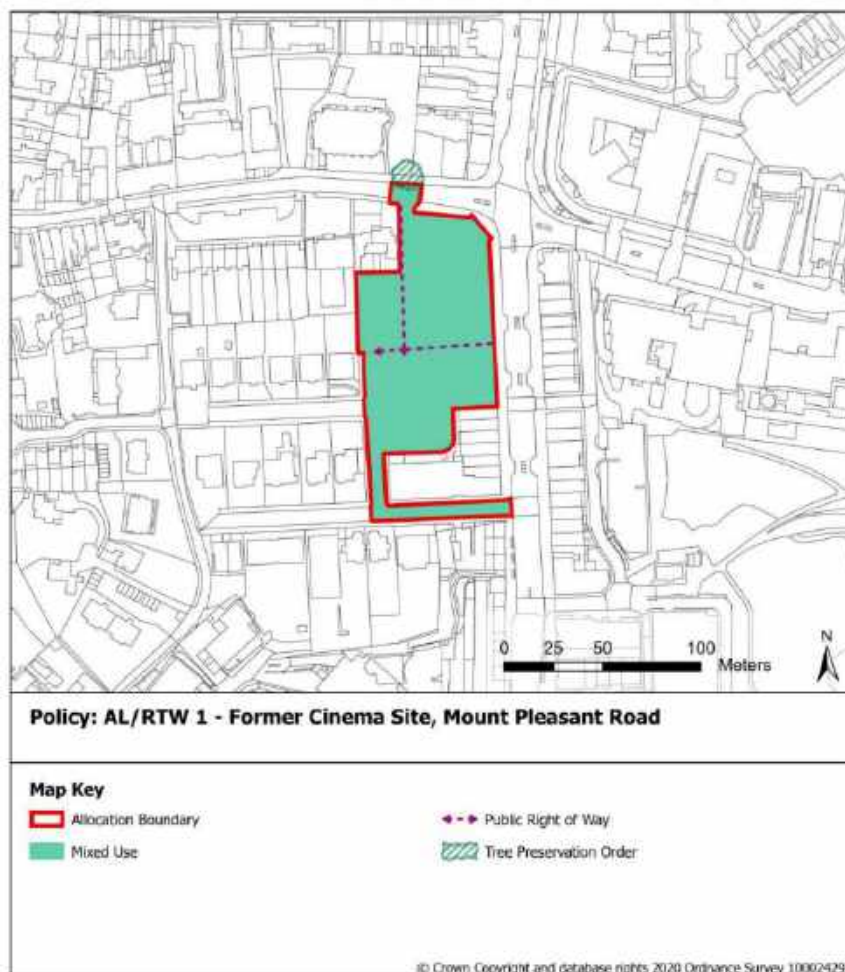 0 25 50 100
Meters
N
Policy: AL/RTW 1 - Former Cinema Site, Mount Pleasant Road
Map Key
Allocation Boundary
Public Right of Way
Mixed Use
Tree Preservation Order
© Crown Copyright and database rights 2020 Ordnance Survey 10002429